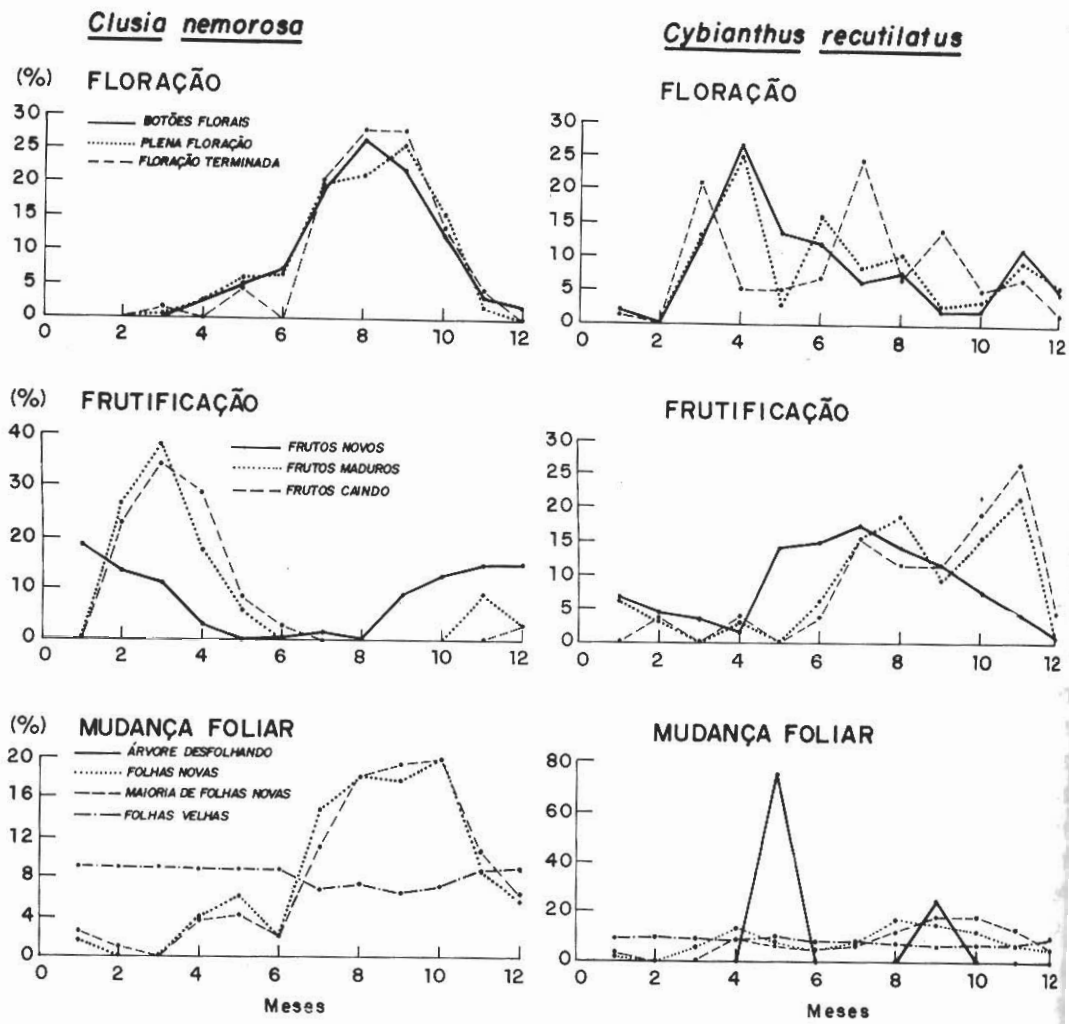 Clusia nemorosa
Cybianthus recutilatus
(%) FLORAÇÃO
30
25
20
15
10
5
0
BOTÕES FLORAIS
PLENA FLORAÇÃO
FLORAÇÃO TERMINADA
0 2 4 6 8 10 12
FLORAÇÃO
30
25
20
15
10
5
0
0 2 4 6 8 10 12
(%) FRUTIFICAÇÃO
40
30
20
10
0
FRUTOS NOVOS
FRUTOS MADUROS
FRUTOS CAINDO
0 2 4 6 8 10 12
FRUTIFICAÇÃO
30
25
20
15
10
5
0
0 2 4 6 8 10 12
(%) MUDANÇA FOLIAR
20
16
12
8
4
0
ÁRVORE DESFOLHANDO
FOLHAS NOVAS
MAIORIA DE FOLHAS NOVAS
FOLHAS VELHAS
0 2 4 6 8 10 12
Meses
MUDANÇA FOLIAR
80
60
40
20
0
0 2 4 6 8 10 12
Meses